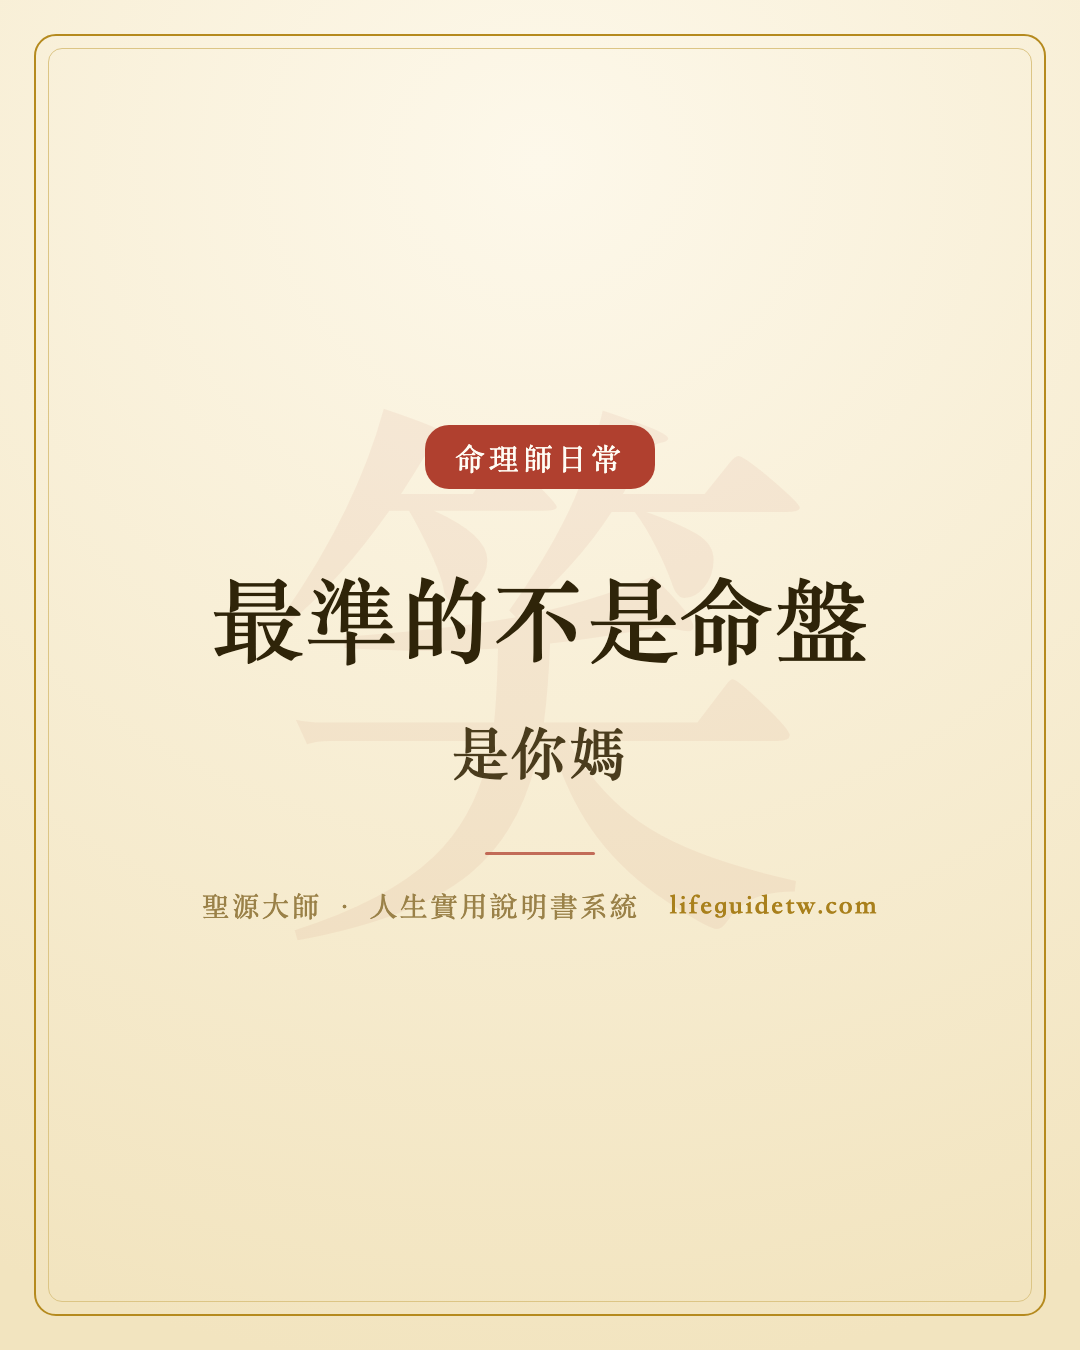 命理師日常
笑
最準的不是命盤
是你媽
聖源大師 · 人生實用說明書系統 lifeguidetw.com